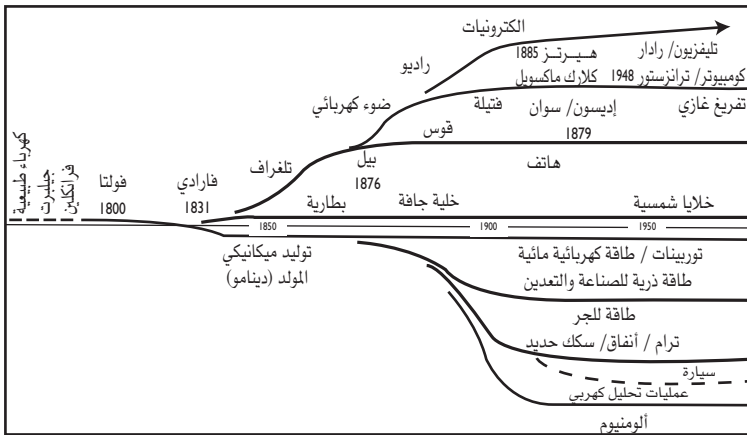 الكترونيات
هيرتز 1885
تليفزيون/ رادار
راديو
كلارك ماكسويل
كومبيوتر/ ترانزستور 1948
ضوء كهربائي
فتيلة
إديسون/ سوان
1879
تفريغ غازي
قوس
تلغراف
بيل
1876
هاتف
كهرباء طبيعية
جيلبرت
فرانكلين
فولتا
1800
فارادي
1831
بطارية
خلية جافة
خلايا شمسية
1850
1900
1950
توليد ميكانيكي
المولد (دينامو)
توربينات / طاقة كهربائية مائية
طاقة ذرية للصناعة والتعدين
طاقة للجر
ترام / أنفاق/ سكك حديد
سيارة
عمليات تحليل كهربي
ألومنيوم